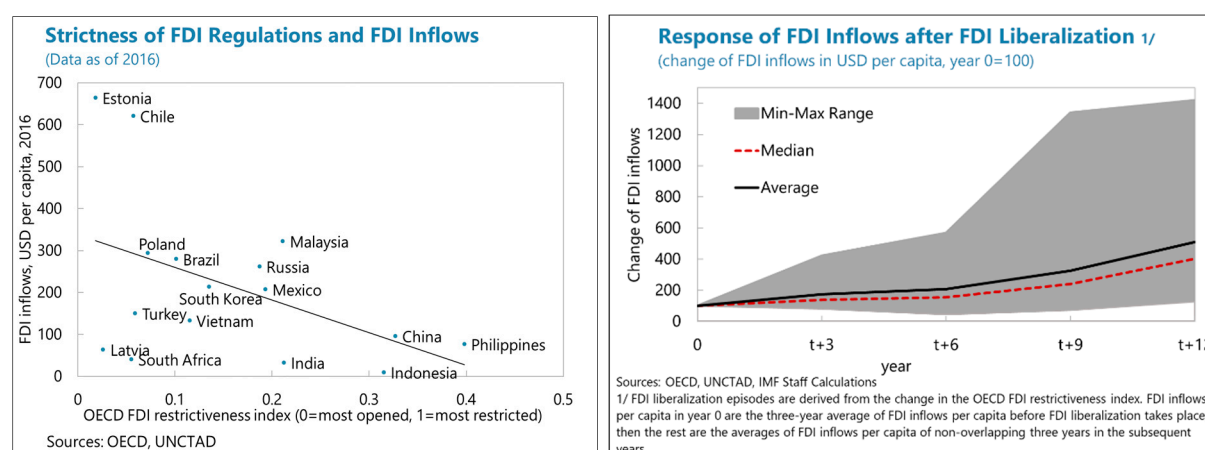 Strictness of FDI Regulations and FDI Inflows
(Data as of 2016)
FDI inflows, USD per capita, 2016
700
600
500
400
300
200
100
0
Estonia
Chile
Poland
Brazil
Malaysia
Russia
Mexico
South Korea
Turkey
Vietnam
Latvia
South Africa
India
China
Philippines
Indonesia
0
0.1
0.2
0.3
0.4
0.5
OECD FDI restrictiveness index (0=most opened, 1=most restricted)
Sources: OECD, UNCTAD
Response of FDI Inflows after FDI Liberalization 1/
(change of FDI inflows in USD per capita, year 0=100)
Change of FDI inflows
1400
1200
1000
800
600
400
200
0
Min-Max Range
Median
Average
0
t+3
t+6
t+9
t+1
year
Sources: OECD, UNCTAD, IMF Staff Calculations
1/ FDI liberalization episodes are derived from the change in the OECD FDI restrictiveness index. FDI inflows
per capita in year 0 are the three-year average of FDI inflows per capita before FDI liberalization takes place
then the rest are the averages of FDI inflows per capita of non-overlapping three years in the subsequent
years